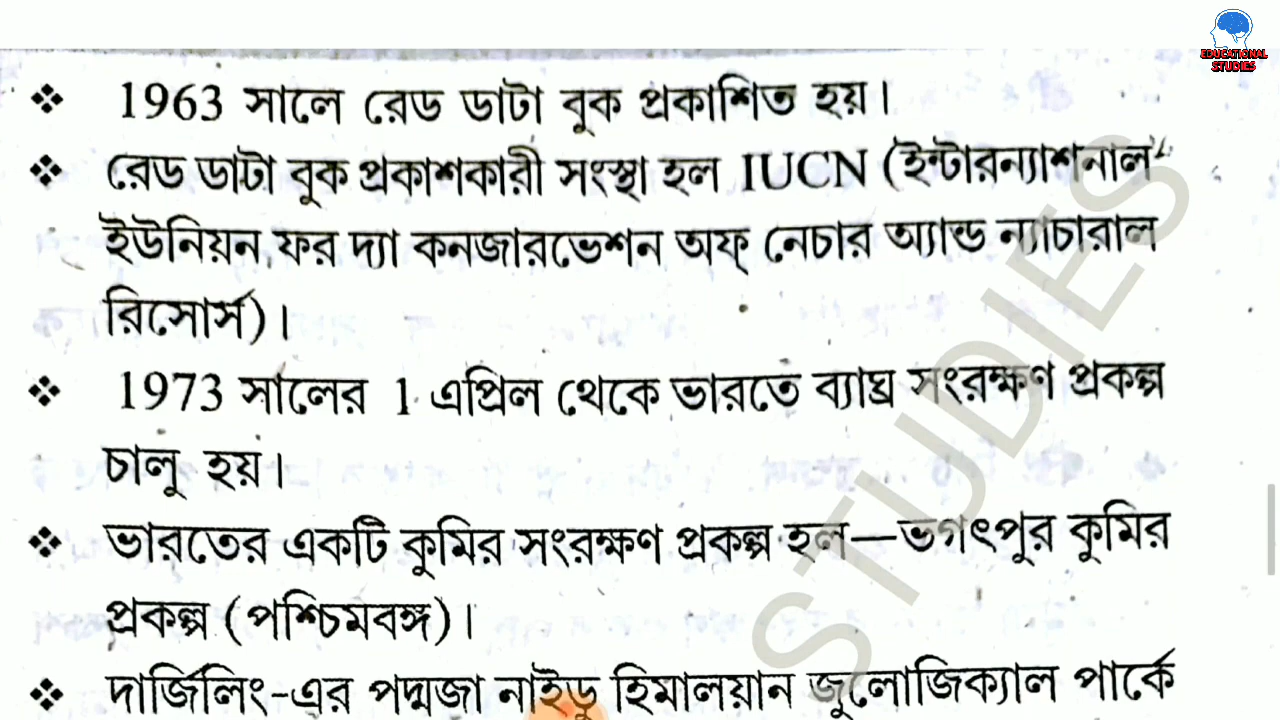 EDUCATIONAL
STUDIES
❖ 1963 সালে রেড ডাটা বুক প্রকাশিত হয়।
❖ রেড ডাটা বুক প্রকাশকারী সংস্থা হল IUCN (ইন্টারন্যাশনাল
ইউনিয়ন ফর দ্যা কনজারভেশন অফ্ নেচার অ্যান্ড ন্যাচারাল
রিসোর্স)।
❖ 1973 সালের 1 এপ্রিল থেকে ভারতে ব্যাঘ্র সংরক্ষণ প্রকল্প
চালু হয়।
❖ ভারতের একটি কুমির সংরক্ষণ প্রকল্প হল—ভগৎপুর কুমির
প্রকল্প (পশ্চিমবঙ্গ)।
❖ দার্জিলিং-এর পদ্মজা নাইডু হিমালয়ান জুলোজিক্যাল পার্কে
STUDIES